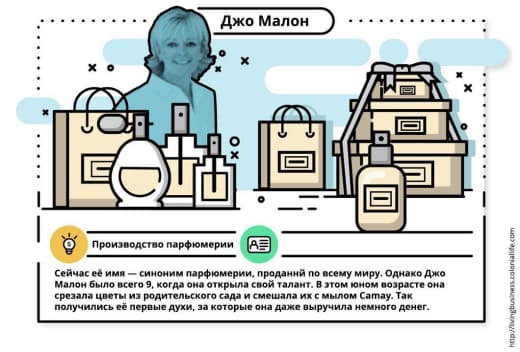 Джо Малон
Производство парфюмерии
Сейчас её имя — синоним парфюмерии, проданнй по всему миру. Однако Джо
Малон было всего 9, когда она открыла свой талант. В этом юном возрасте она
срезала цветы из родительского сада и смешала их с мылом Camay. Так
получились её первые духи, за которые она даже выручила немного денег.
http://livingbusiness.coloniallife.com